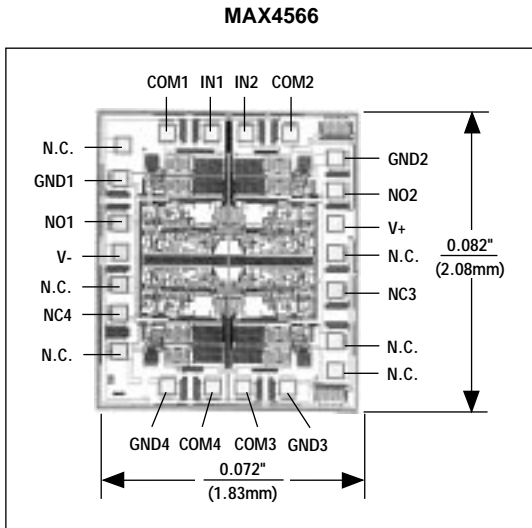 MAX4566
COM1 IN1 IN2 COM2
N.C.
GND1
NO1
V-
N.C.
NC4
N.C.
GND2
NO2
V+
N.C.
NC3
N.C.
N.C.
0.082"
(2.08mm)
GND4 COM4 COM3 GND3
0.072"
(1.83mm)